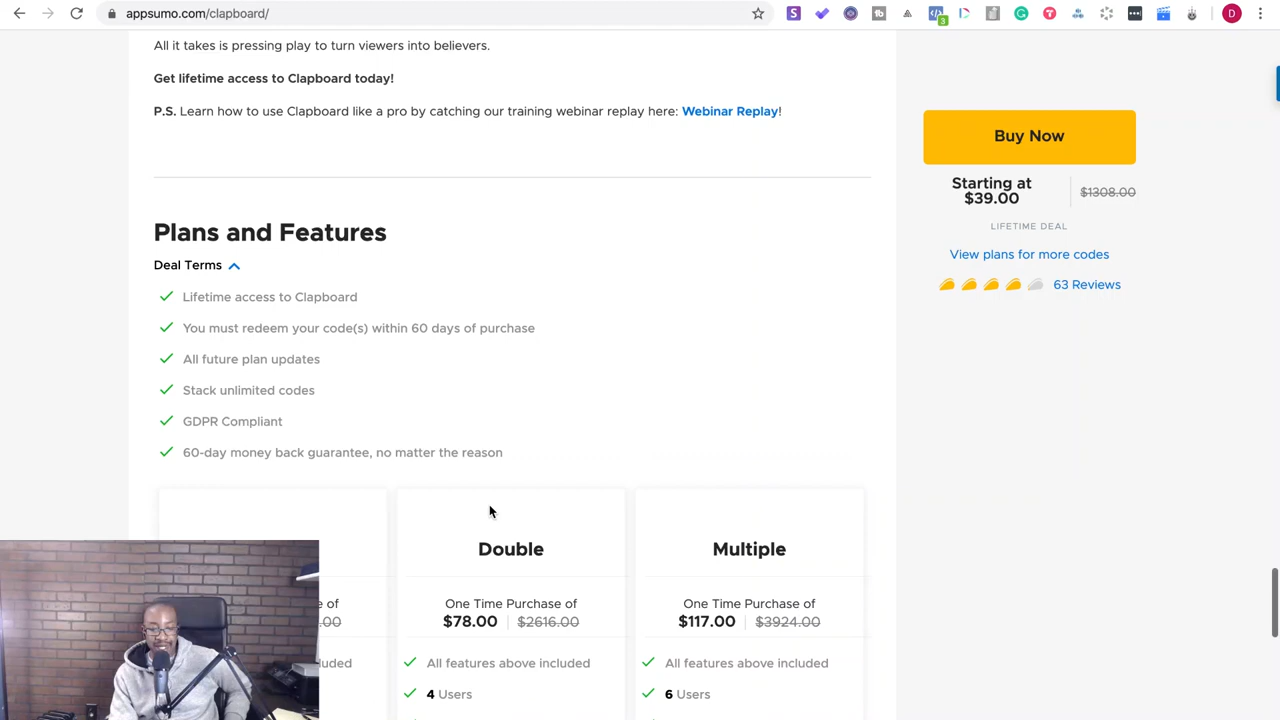 appsumo.com/clapboard/
3
D
All it takes is pressing play to turn viewers into believers.
Get lifetime access to Clapboard today!
P.S. Learn how to use Clapboard like a pro by catching our training webinar replay here: Webinar Replay!
Buy Now
Starting at
$39.00
$1308.00
LIFETIME DEAL
View plans for more codes
63 Reviews
Plans and Features
Deal Terms
Lifetime access to Clapboard
You must redeem your code(s) within 60 days of purchase
All future plan updates
Stack unlimited codes
GDPR Compliant
60-day money back guarantee, no matter the reason
Double
Multiple
e of
.00
One Time Purchase of
$78.00 $2616.00
One Time Purchase of
$117.00 $3924.00
luded
All features above included
All features above included
4 Users
6 Users